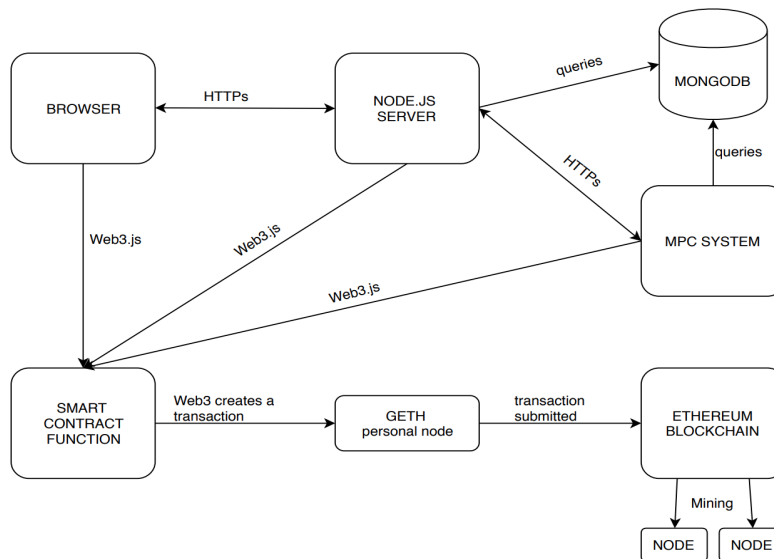 BROWSER
HTTPs
NODE.JS
SERVER
queries
MONGODB
HTTPs
queries
MPC SYSTEM
Web3.js
Web3.js
Web3.js
SMART
CONTRACT
FUNCTION
Web3 creates a
transaction
GETH
personal node
transaction
submitted
ETHEREUM
BLOCKCHAIN
Mining
NODE
NODE